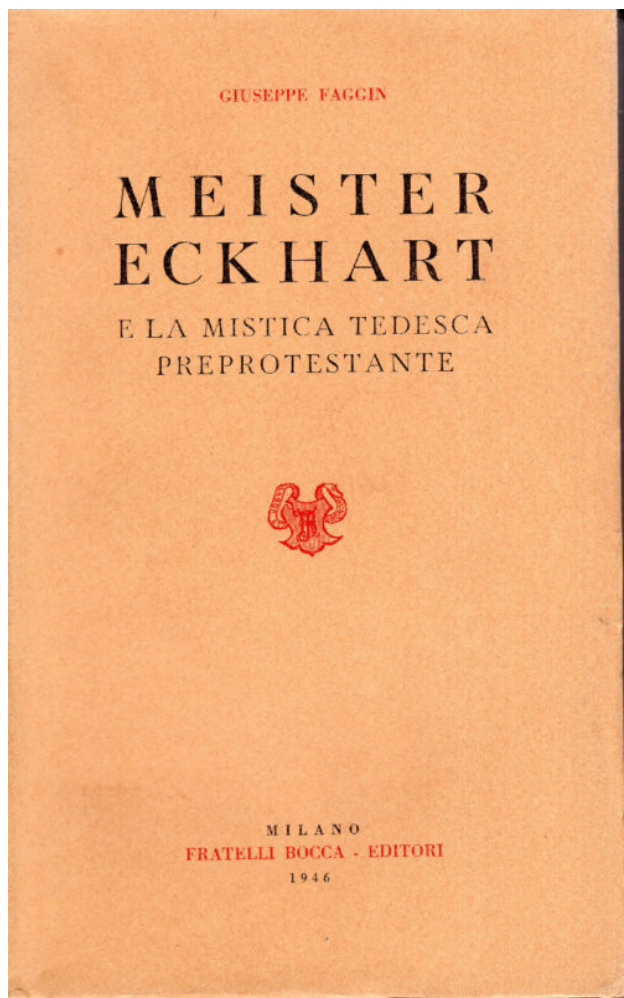 GIUSEPPE FAGGIN
MEISTER
ECKHART
E LA MISTICA TEDESCA
PREPROTESTANTE
MILANO
FRATELLI BOCCA - EDITORI
1946